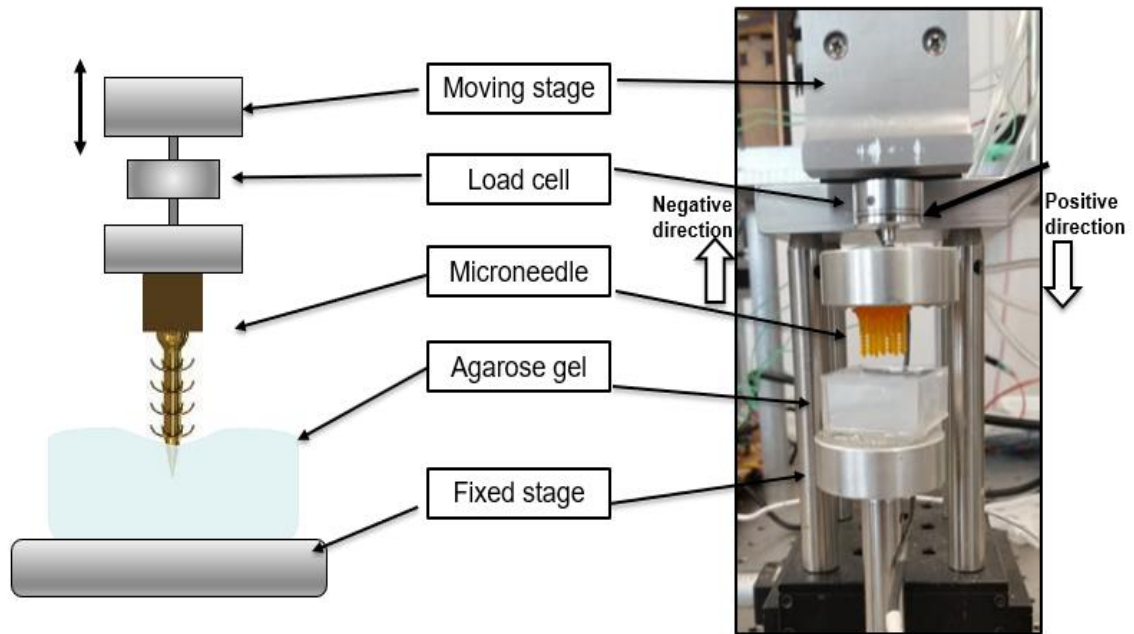 Moving stage
Load cell
Negative
direction
Positive
direction
Microneedle
Agarose gel
Fixed stage